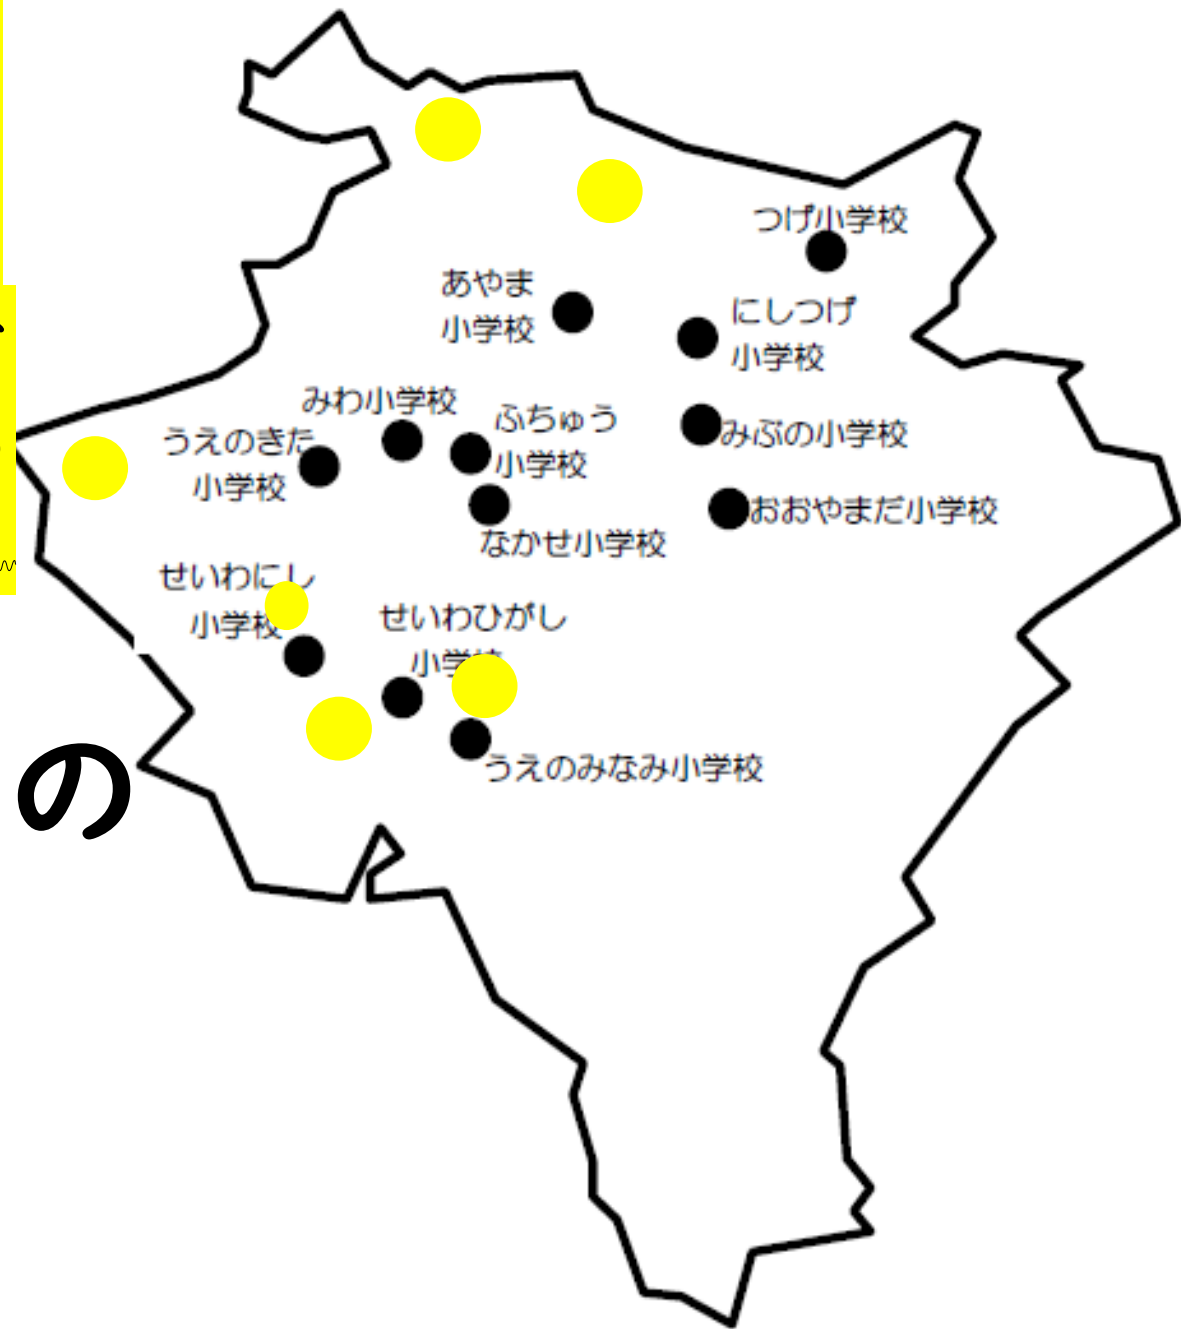 つげ小学校
あやま
小学校
にしつげ
小学校
みわ小学校
ふちゅう
小学校
うえのきた
小学校
みぶの小学校
おおやまだ小学校
なかせ小学校
せいわにし
小学校
せいわひがし
小学校
うえのみなみ小学校
の